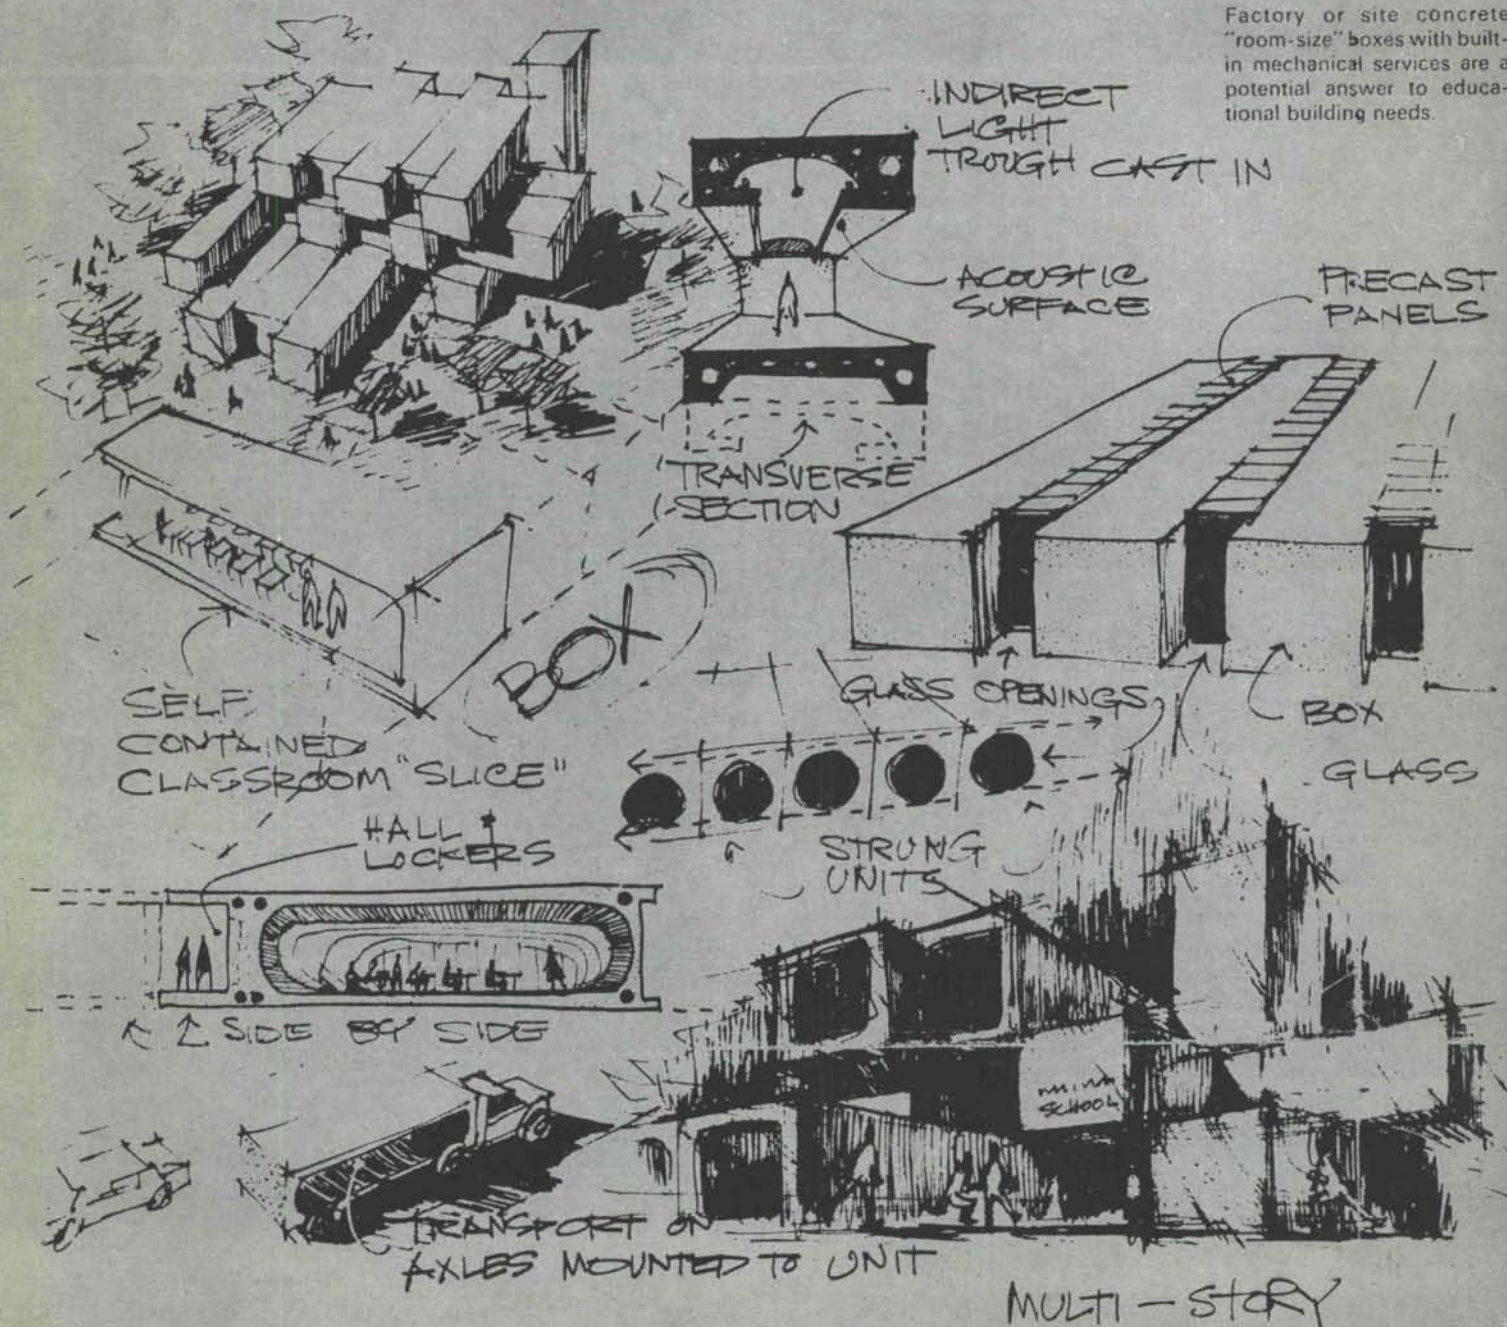 Factory or site concrete
"room-size" boxes with built-
in mechanical services are a
potential answer to educa-
tional building needs.
INDIRECT
LIGHT
TROUGH CAST IN
ACOUSTIC
SURFACE
PRECAST
PANELS
TRANSVERSE
SECTION
BOX
SELF
CONTAINED
CLASSROOM "SLICE"
GLASS OPENINGS
BOX
GLASS
HALL &
LOCKERS
STRUNG
UNITS
SIDE BY SIDE
SCHOOL
TRANSPORT ON
AXLES MOUNTED TO UNIT
MULTI-STORY